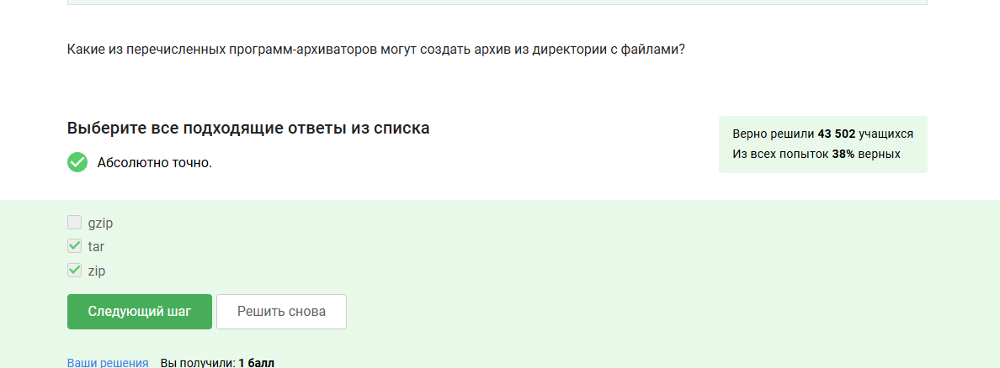 Какие из перечисленных программ-архиваторов могут создать архив из директории с файлами?
Выберите все подходящие ответы из списка
Абсолютно точно.
Верно решили 43 502 учащихся
Из всех попыток 38% верных
gzip
tar
zip
Следующий шаг
Решить снова
Ваши решения Вы получили: 1 балл